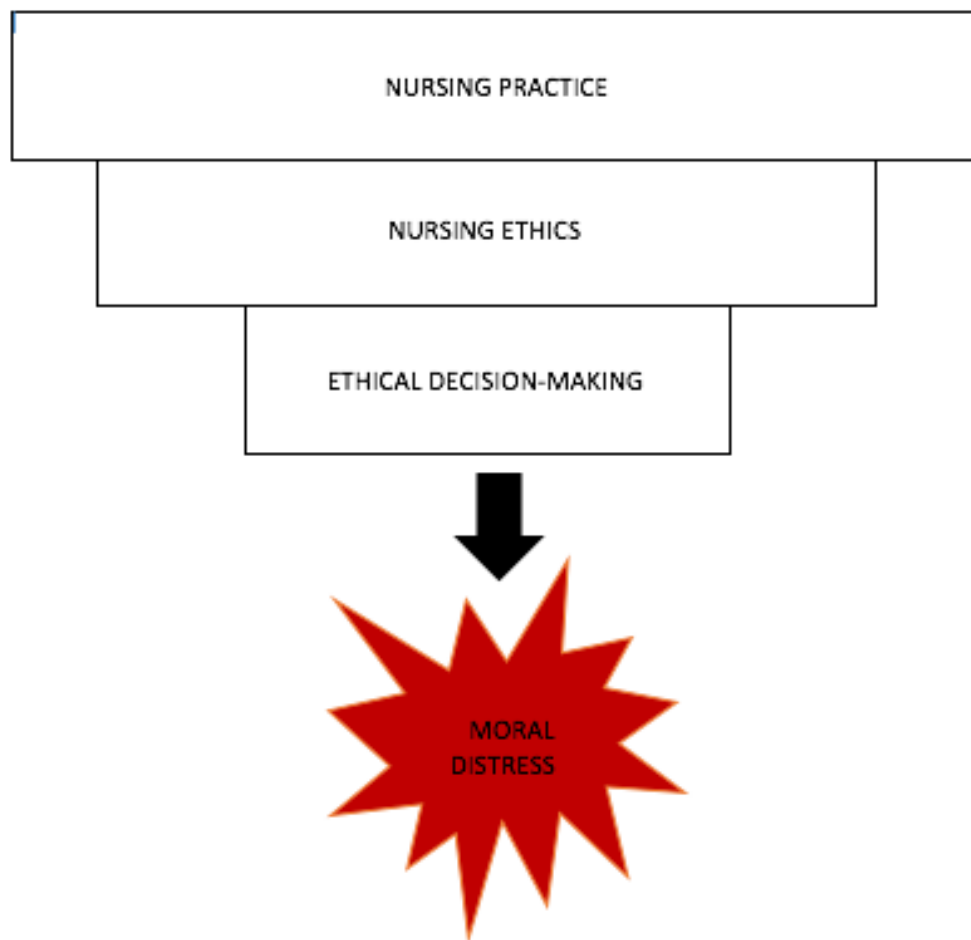 NURSING PRACTICE
NURSING ETHICS
ETHICAL DECISION-MAKING
MORAL
DISTRESS